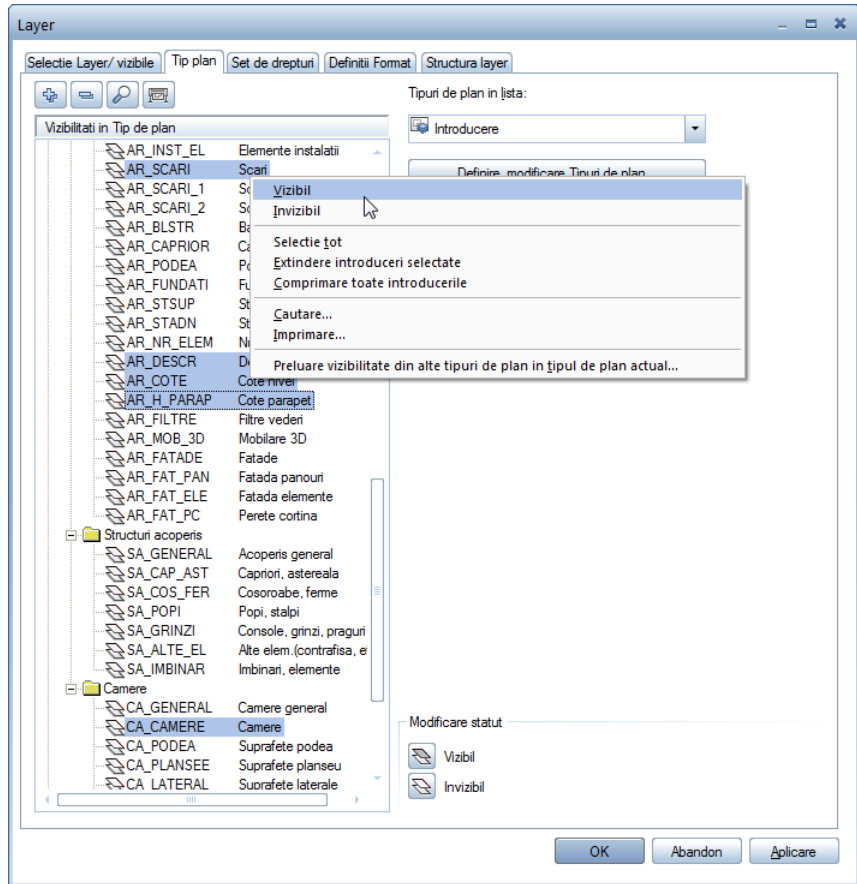 Layer
Selectie Layer/ vizibile Tip plan Set de drepturi Definitii Format Structura layer
Tipuri de plan in lista:
Vizibilitati in Tip de plan
Introducere
Definire, modificare Tipuri de plan
AR_INST_EL Elemente instalatii
AR_SCARI Scari
AR_SCARI_1
AR_SCARI_2
AR_BLSTR
AR_CAPRIOR
AR_PODEA
AR_FUNDATI
AR_STSUP
AR_STADN
AR_NR_ELEM
AR_DESCR
AR_COTE Cote nivel
AR_H_PARAP Cote parapet
AR_FILTRE Filtre vederi
AR_MOB_3D Mobilare 3D
AR_FATADE Fatade
AR_FAT_PAN Fatada panouri
AR_FAT_ELE Fatada elemente
AR_FAT_PC Perete cortina
Structuri acoperis
SA_GENERAL Acoperis general
SA_CAP_AST Capriori, astereala
SA_COS_FER Cosoroabe, ferme
SA_POPI Popi, stalpi
SA_GRINZI Console, grinzi, praguri
SA_ALTE_EL Alte elem.(contrafisa,
SA_IMBINAR Imbinari, elemente
Camere
CA_GENERAL Camere general
CA_CAMERE Camere
CA_PODEA Suprafete podea
CA_PLANSEE Suprafete planseu
CA_LATERAL Suprafete laterale
Vizibil
Invizibil
Selectie tot
Extindere introduceri selectate
Comprimare toate introducerile
Cautare...
Imprimare...
Preluare vizibilitate din alte tipuri de plan in tipul de plan actual...
Modificare statut
Vizibil
Invizibil
OK Abandon Aplicare